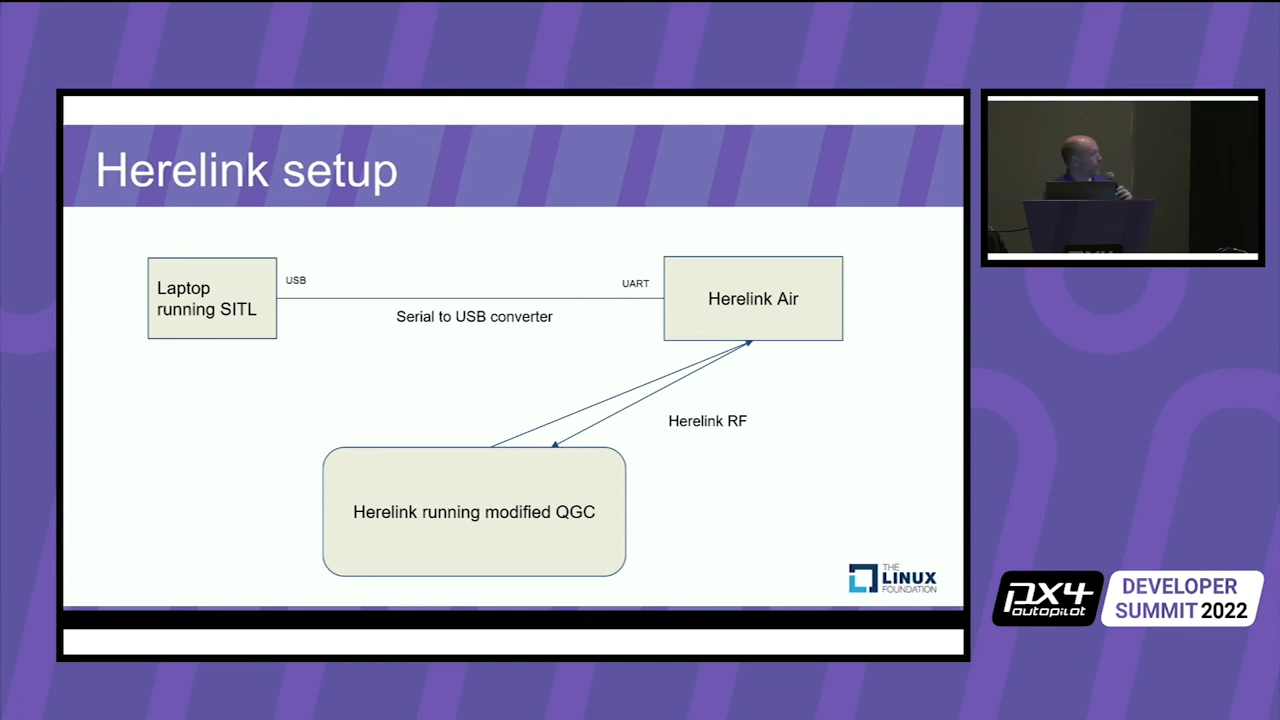 Herelink setup
Laptop
running SITL
USB
UART
Serial to USB converter
Herelink Air
Herelink RF
Herelink running modified QGC
THE
LINUX
FOUNDATION
px4
autopilot
DEVELOPER
SUMMIT 2022